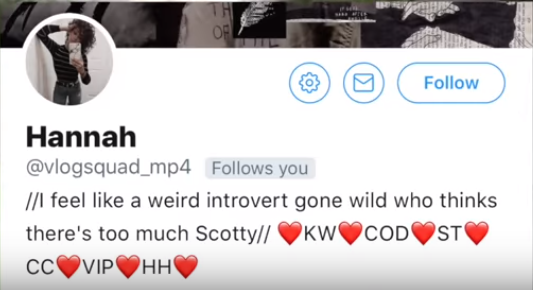 Follow
Hannah
@vlogsquad_mp4 Follows you
//I feel like a weird introvert gone wild who thinks
there's too much Scotty// ❤️KW❤️COD❤️ST❤️
CC❤️VIP❤️HH❤️